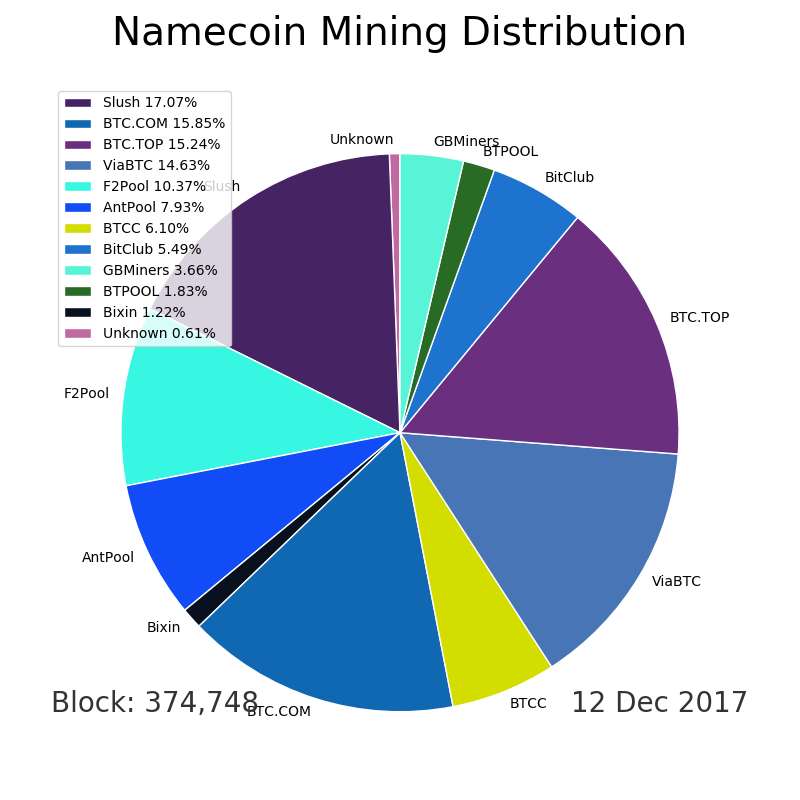 Namecoin Mining Distribution
Slush 17.07%
BTC.COM 15.85%
BTC.TOP 15.24%
ViaBTC 14.63%
F2Pool 10.37%
AntPool 7.93%
BTCC 6.10%
BitClub 5.49%
GBMiners 3.66%
BTPOOL 1.83%
Bixin 1.22%
Unknown 0.61%
Unknown
GBMiners
BTPOOL
BitClub
Slush
BTC.TOP
F2Pool
AntPool
ViaBTC
Bixin
BTCC
BTC.COM
Block: 374,748
12 Dec 2017